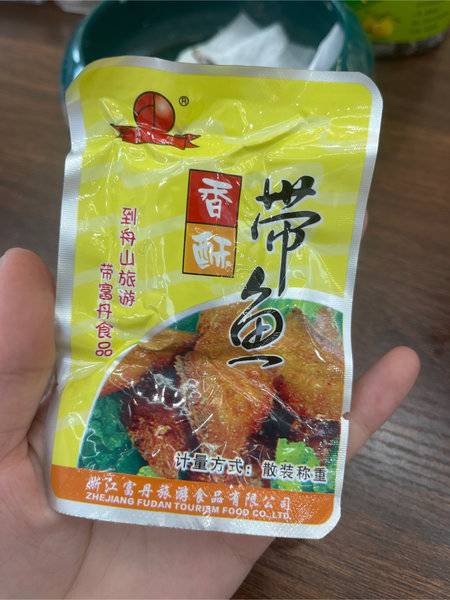 ®
香酥
带鱼
到舟山旅游
带富丹食品
计量方式：散装称重
浙江富丹旅游食品有限公司
ZHEJIANG FUDAN TOURISM FOOD CO.,LTD.